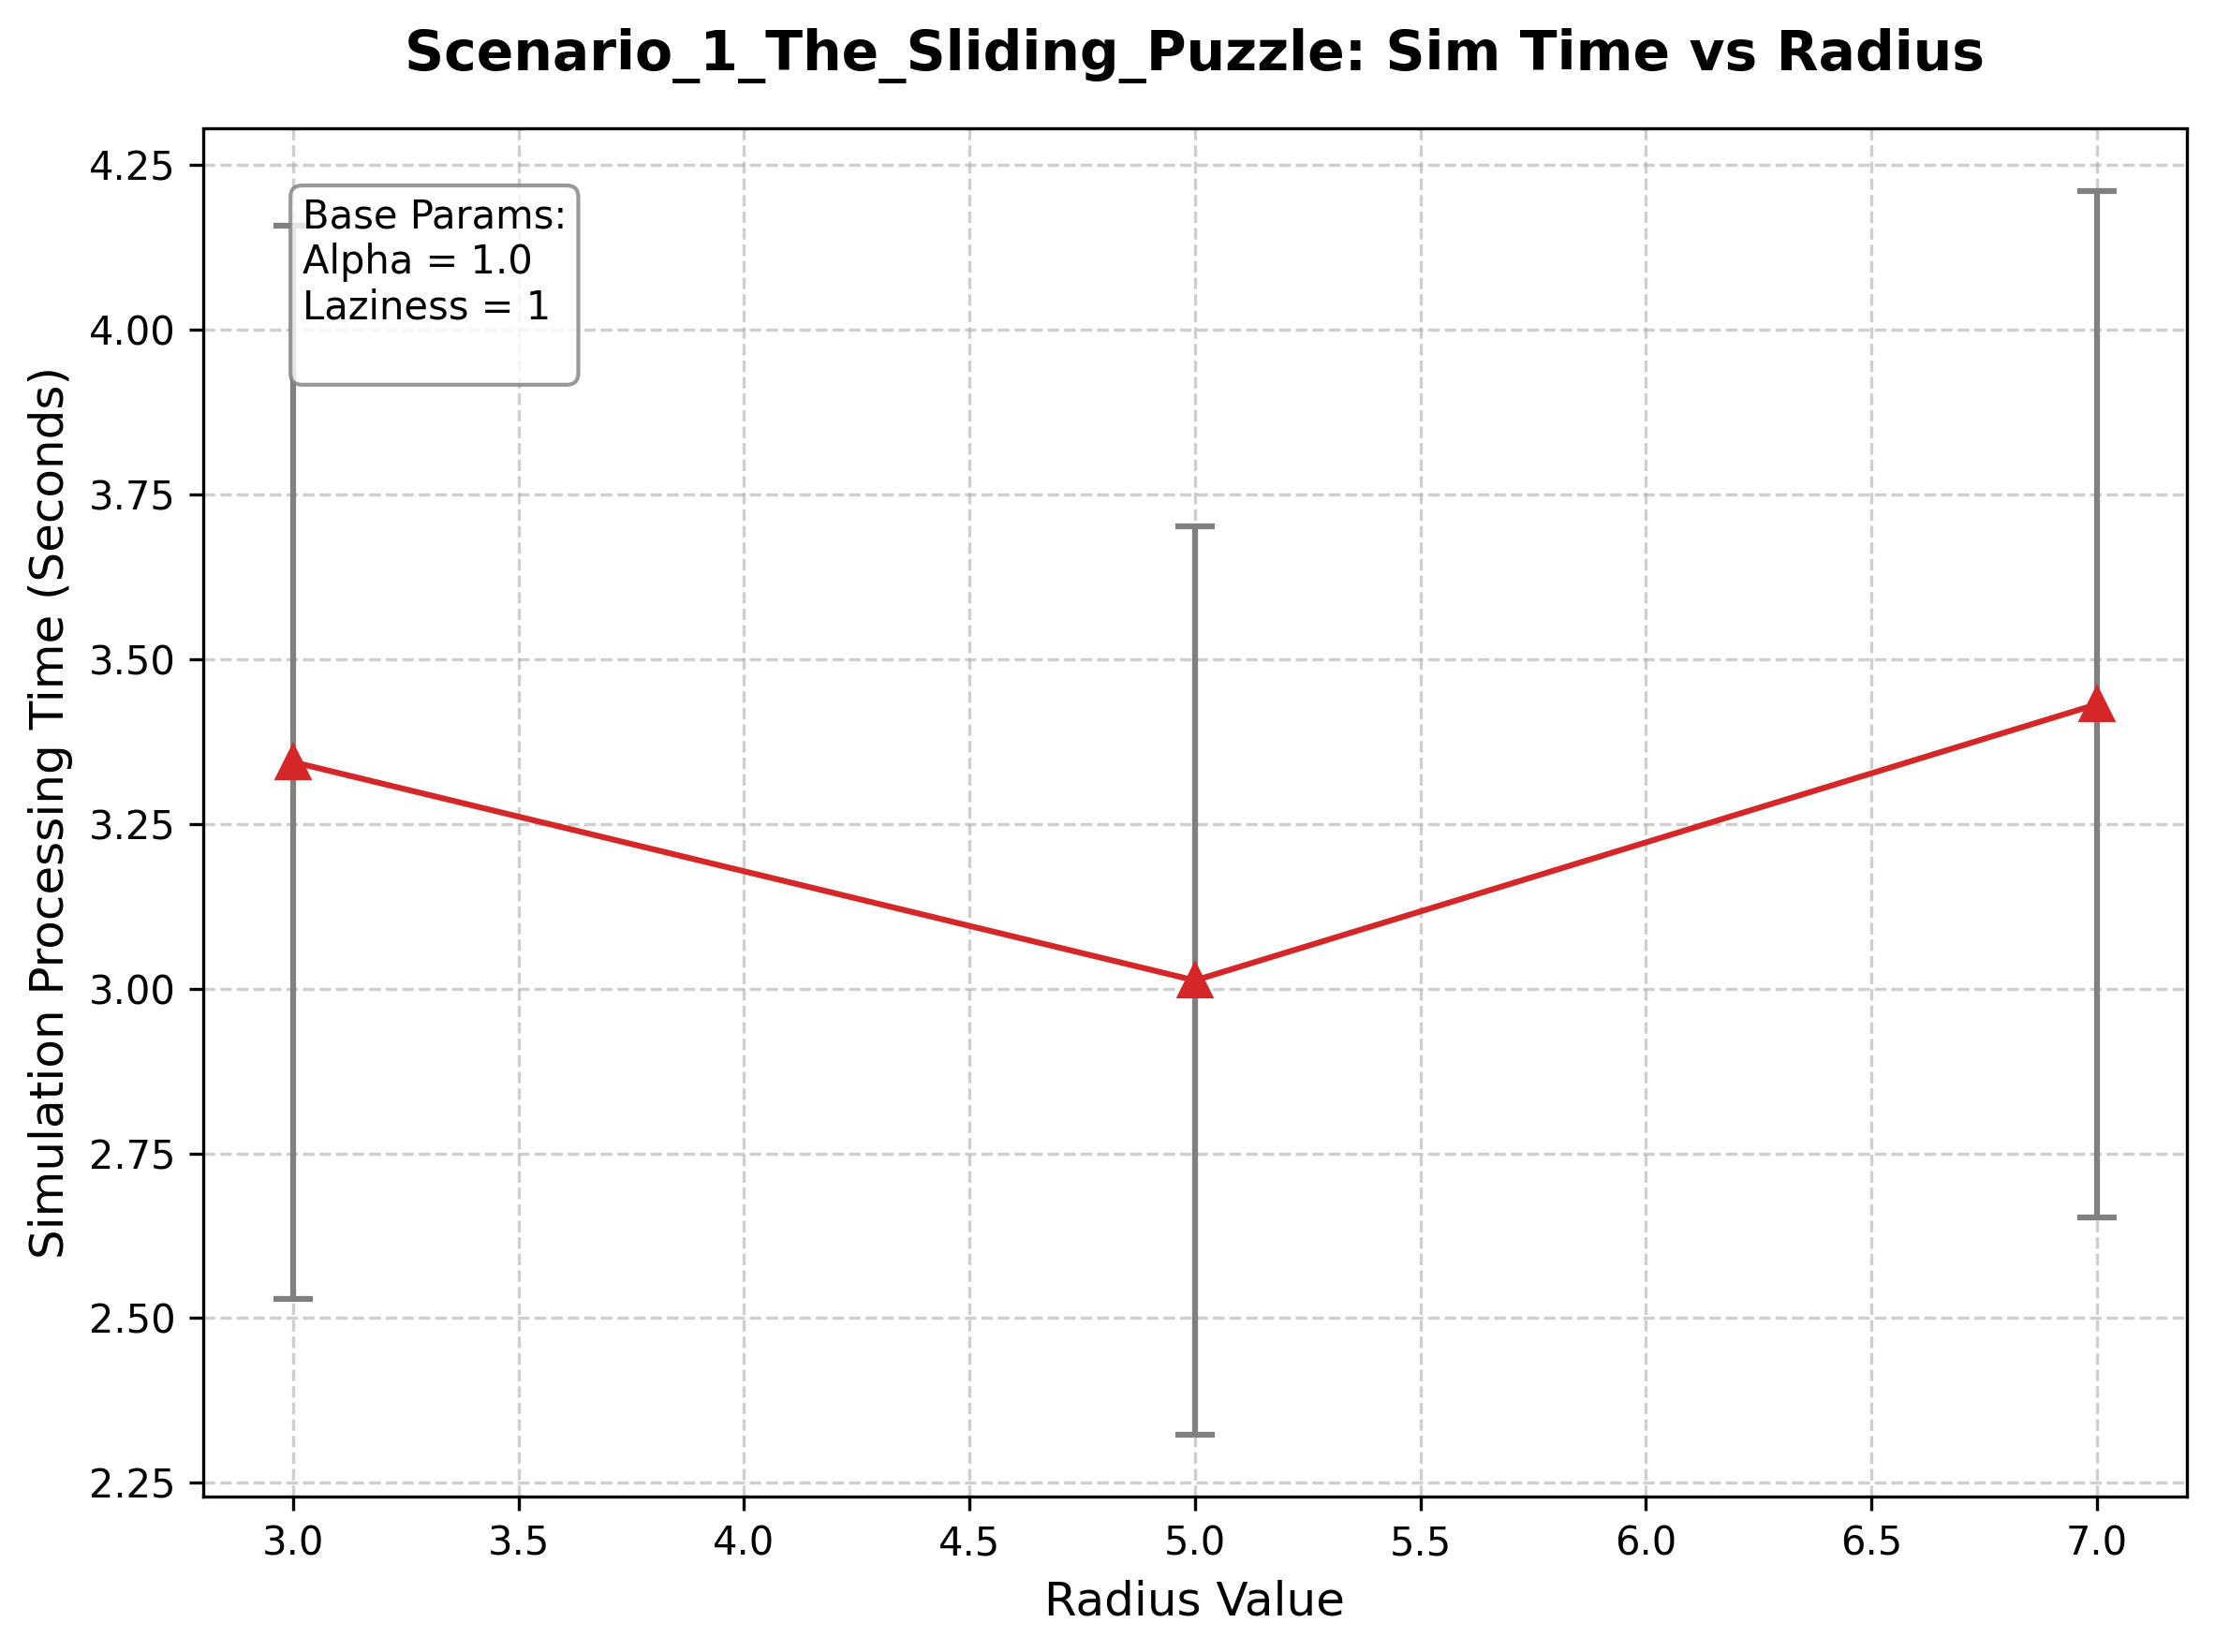 Scenario_1_The_Sliding_Puzzle: Sim Time vs Radius
4.25
4.00
3.75
3.50
3.25
3.00
2.75
2.50
2.25
Simulation Processing Time (Seconds)
Base Params:
Alpha = 1.0
Laziness = 1
3.0 3.5 4.0 4.5 5.0 5.5 6.0 6.5 7.0
Radius Value